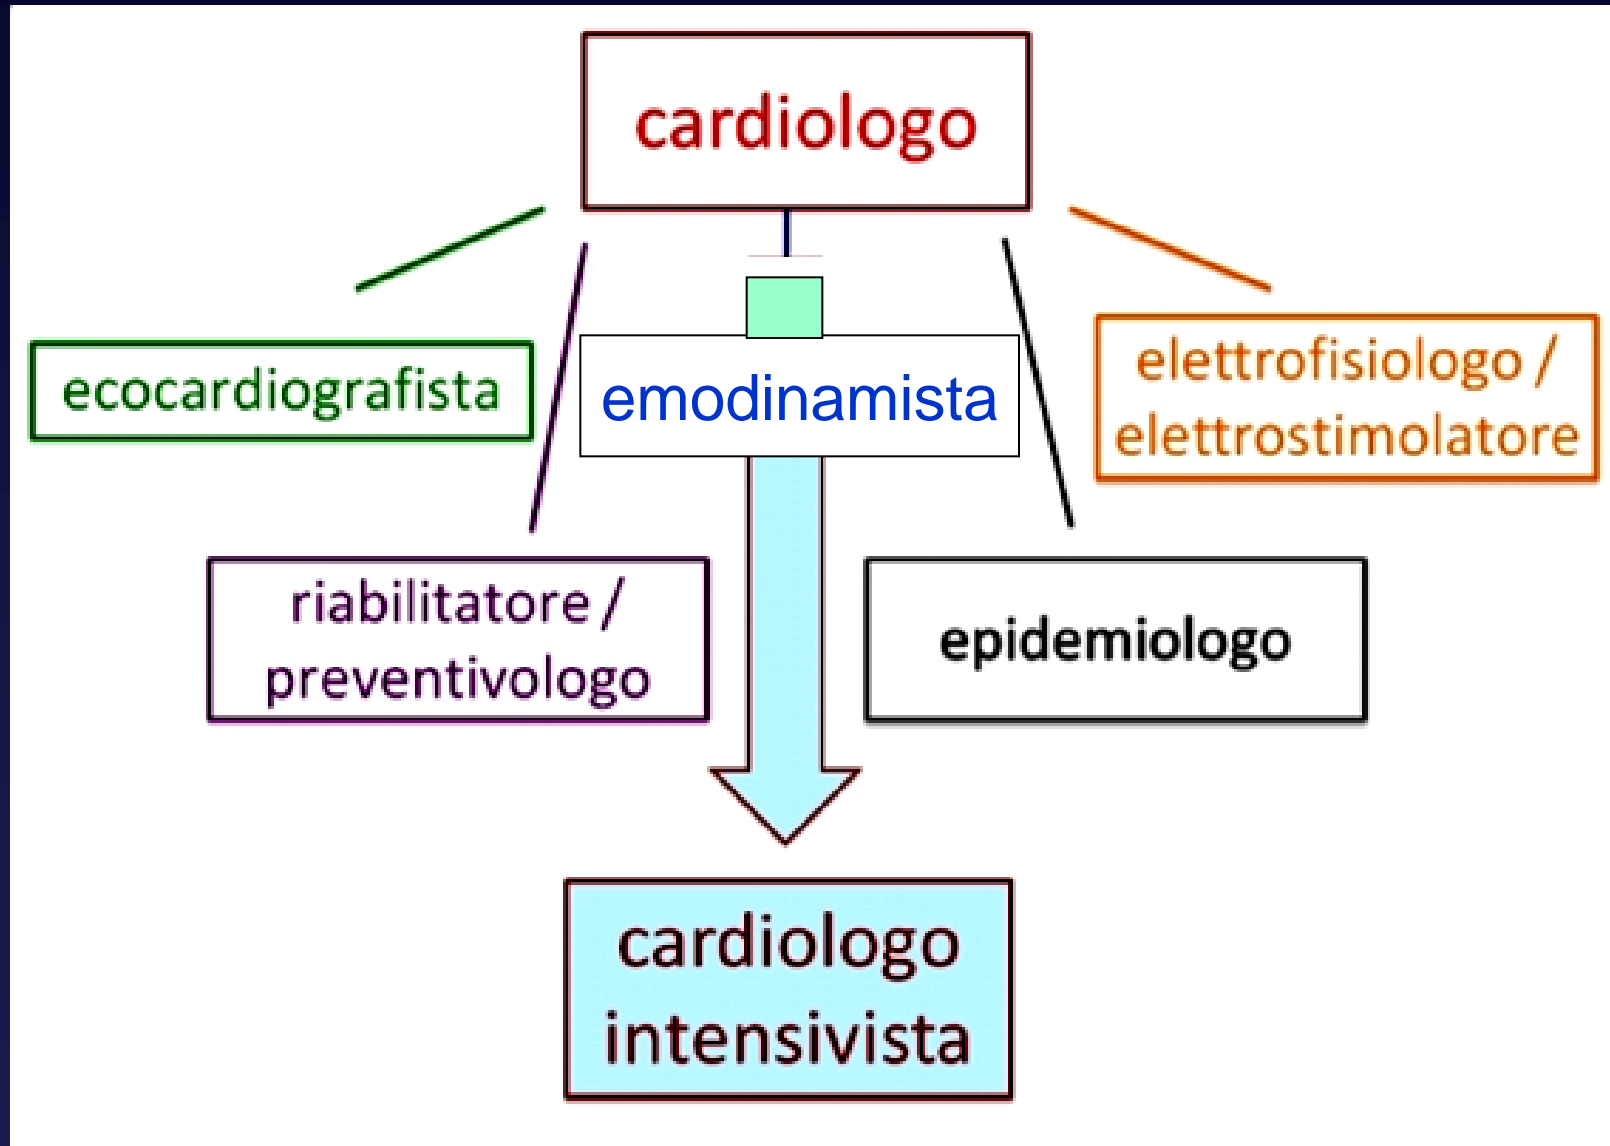 cardiologo
ecocardiografista
emodinamista
elettrofisiologo /
elettrostimolatore
riabilitatore /
preventivologo
epidemiologo
cardiologo
intensivista